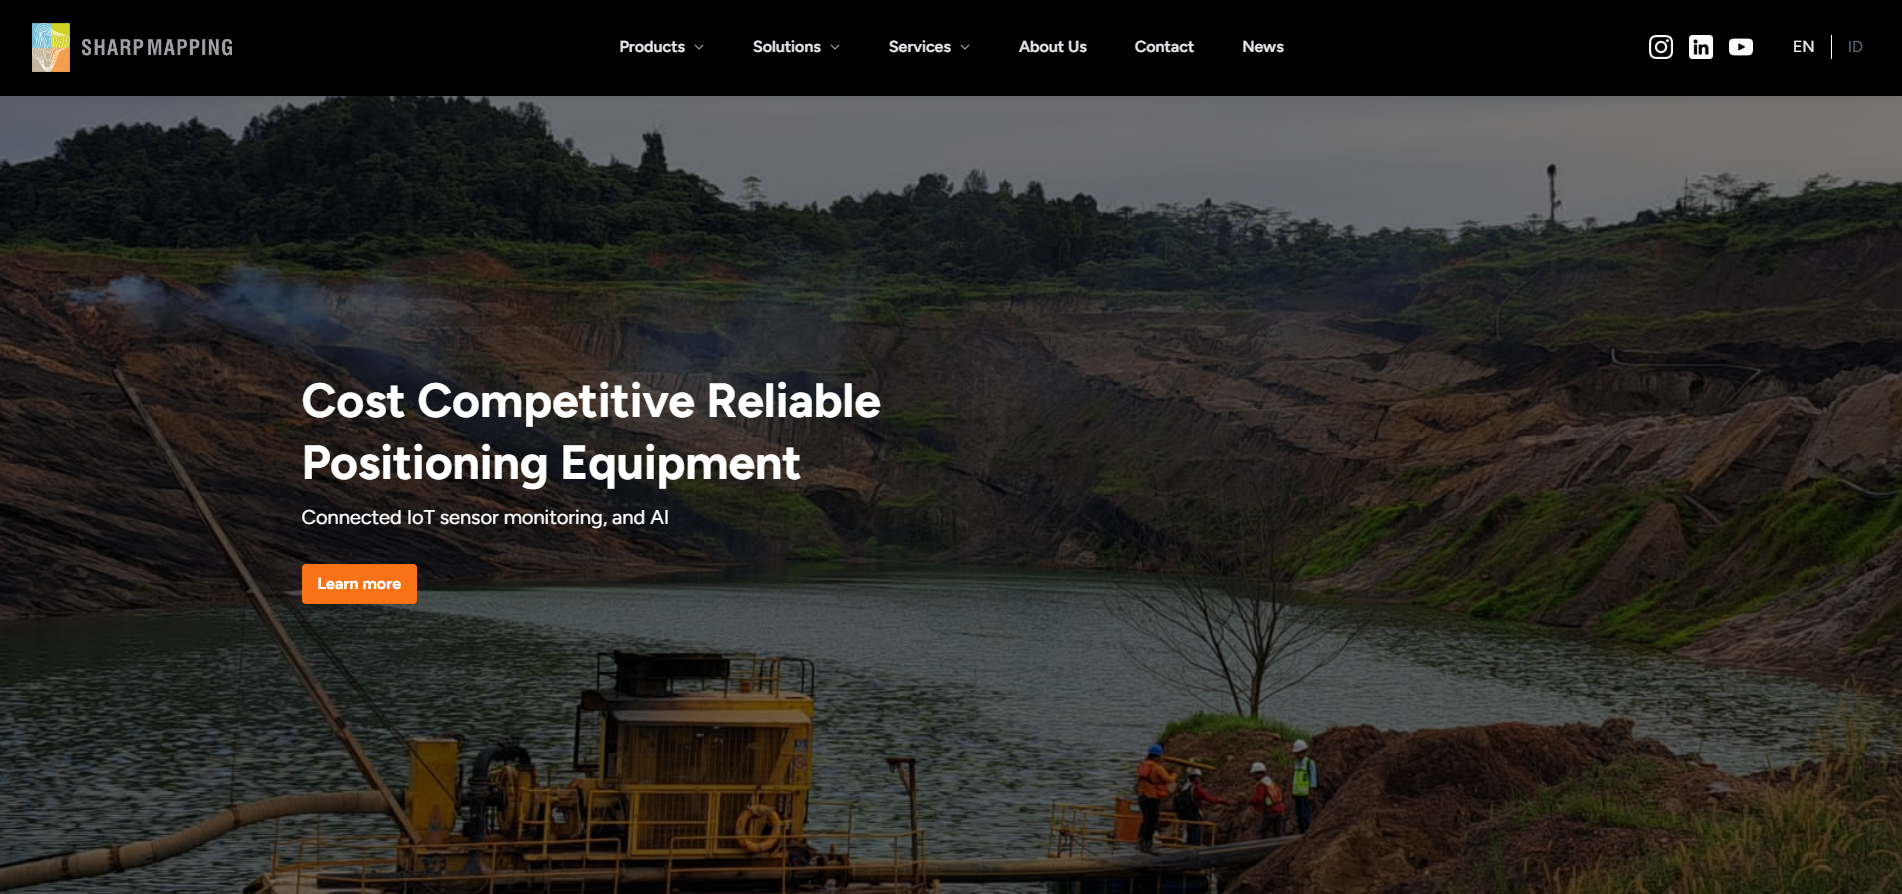 SHARP MAPPING
Products
Solutions
Services
About Us
Contact
News
EN
ID
Cost Competitive Reliable
Positioning Equipment
Connected IoT sensor monitoring, and AI
Learn more